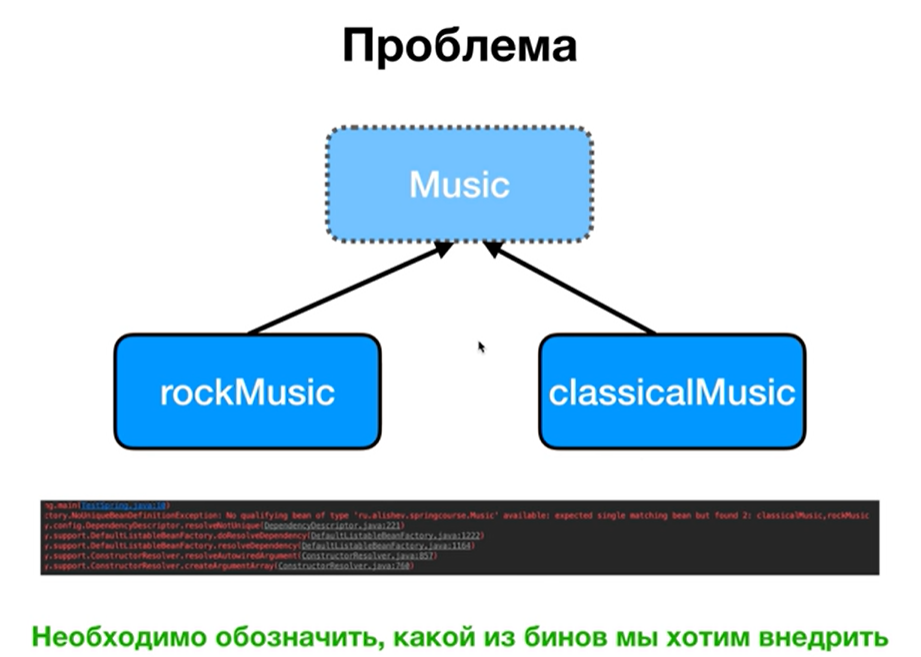 Проблема
Music
rockMusic
classicalMusic
ng.main(TestSpring.java:10)
ctory.NoUniqueBeanDefinitionException: No qualifying bean of type 'ru.alishev.springcourse.Music' available: expected single matching bean but found 2: classicalMusic,rockMusic
y.config.DependencyDescriptor.resolveNotUnique(DependencyDescriptor.java:221)
y.support.DefaultListableBeanFactory.doResolveDependency(DefaultListableBeanFactory.java:1222)
y.support.DefaultListableBeanFactory.resolveDependency(DefaultListableBeanFactory.java:1164)
y.support.ConstructorResolver.resolveAutowiredArgument(ConstructorResolver.java:857)
y.support.ConstructorResolver.createArgumentArray(ConstructorResolver.java:760)
Необходимо обозначить, какой из бинов мы хотим внедрить